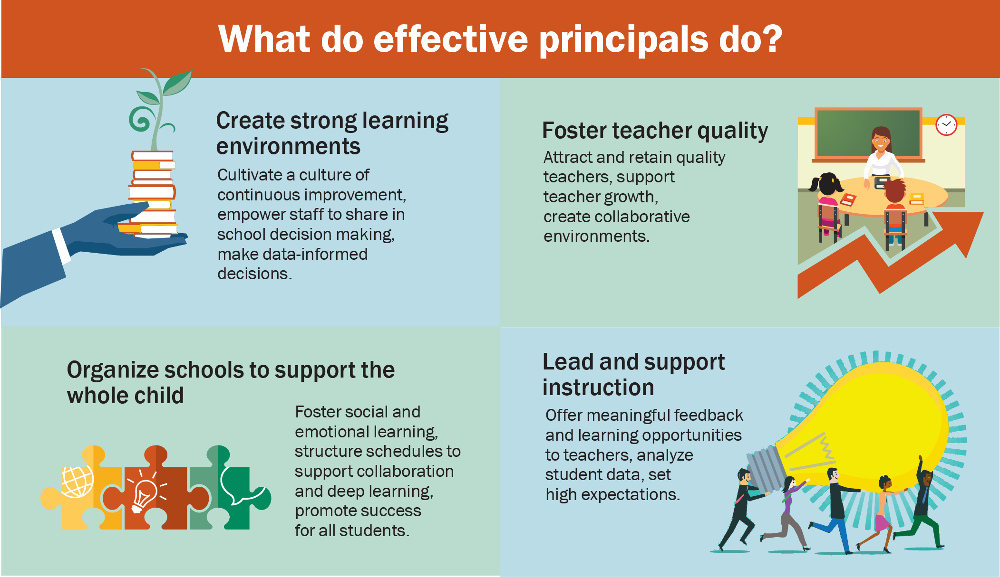 What do effective principals do?
Create strong learning
environments
Cultivate a culture of
continuous improvement,
empower staff to share in
school decision making,
make data-informed
decisions.
Foster teacher quality
Attract and retain quality
teachers, support
teacher growth,
create collaborative
environments.
Organize schools to support the
whole child
Foster social and
emotional learning,
structure schedules to
support collaboration
and deep learning,
promote success
for all students.
Lead and support
instruction
Offer meaningful feedback
and learning opportunities
to teachers, analyze
student data, set
high expectations.